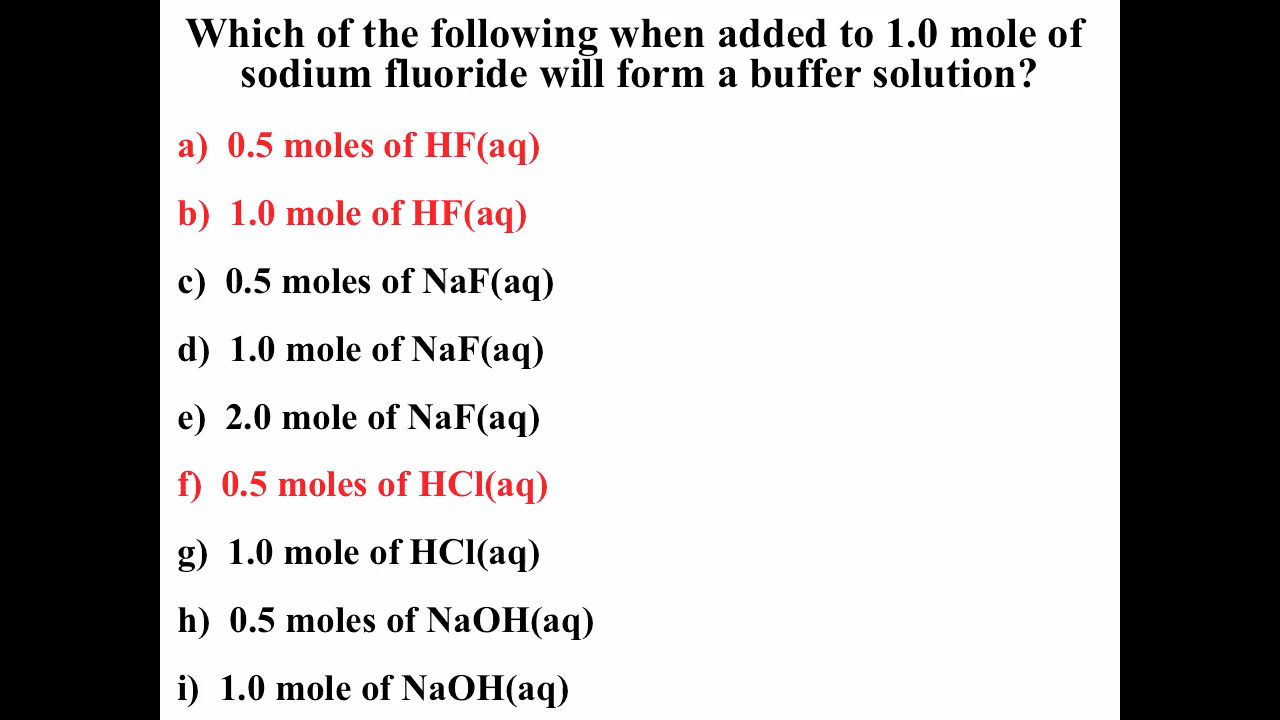 Which of the following when added to 1.0 mole of
sodium fluoride will form a buffer solution?
a) 0.5 moles of HF(aq)
b) 1.0 mole of HF(aq)
c) 0.5 moles of NaF(aq)
d) 1.0 mole of NaF(aq)
e) 2.0 mole of NaF(aq)
f) 0.5 moles of HCl(aq)
g) 1.0 mole of HCl(aq)
h) 0.5 moles of NaOH(aq)
i) 1.0 mole of NaOH(aq)